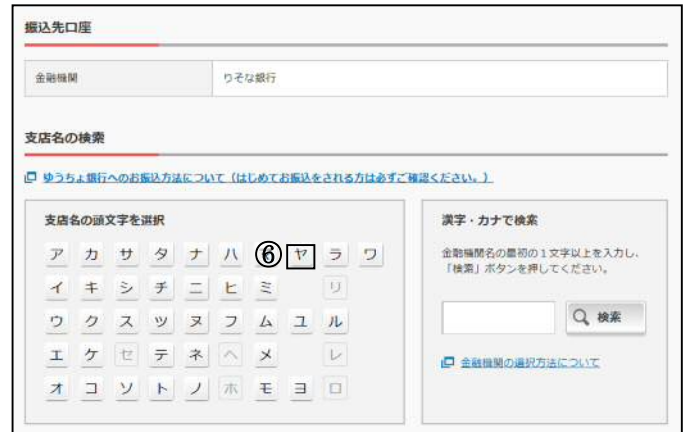 振込先口座
金融機関 りそな銀行
支店名の検索
ゆうちょ銀行へのお振込方法について（はじめてお振込をされる方は必ずご確認ください。）
支店名の頭文字を選択
ア カ サ タ ナ ハ ⑥ ヤ ラ ワ
イ キ シ チ ニ ヒ ミ リ
ウ ク ス ツ ヌ フ ム ユ ル
エ ケ セ テ ネ ヘ メ レ
オ コ ソ ト ノ ホ モ ヨ ロ
漢字・カナで検索
金融機関名の最初の1文字以上を入力し、
「検索」ボタンを押してください。
検索
金融機関の選択方法について